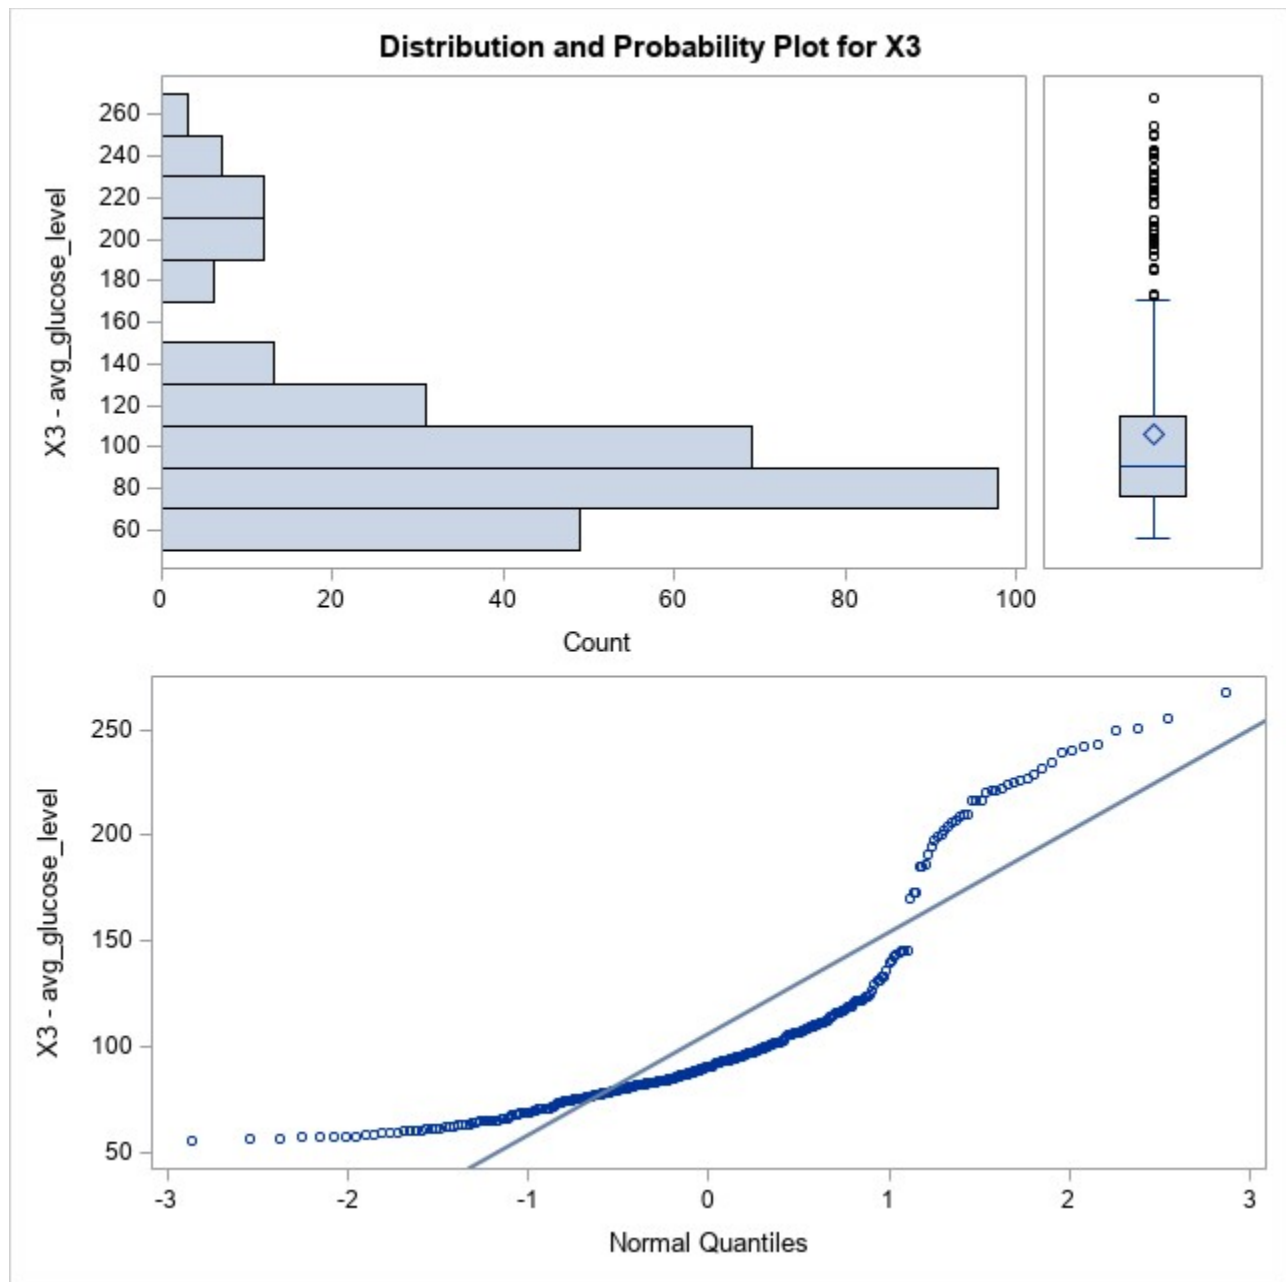 Distribution and Probability Plot for X3
X3 - avg_glucose_level
260
240
220
200
180
160
140
120
100
80
60
0 20 40 60 80 100
Count
X3 - avg_glucose_level
250
200
150
100
50
-3 -2 -1 0 1 2 3
Normal Quantiles